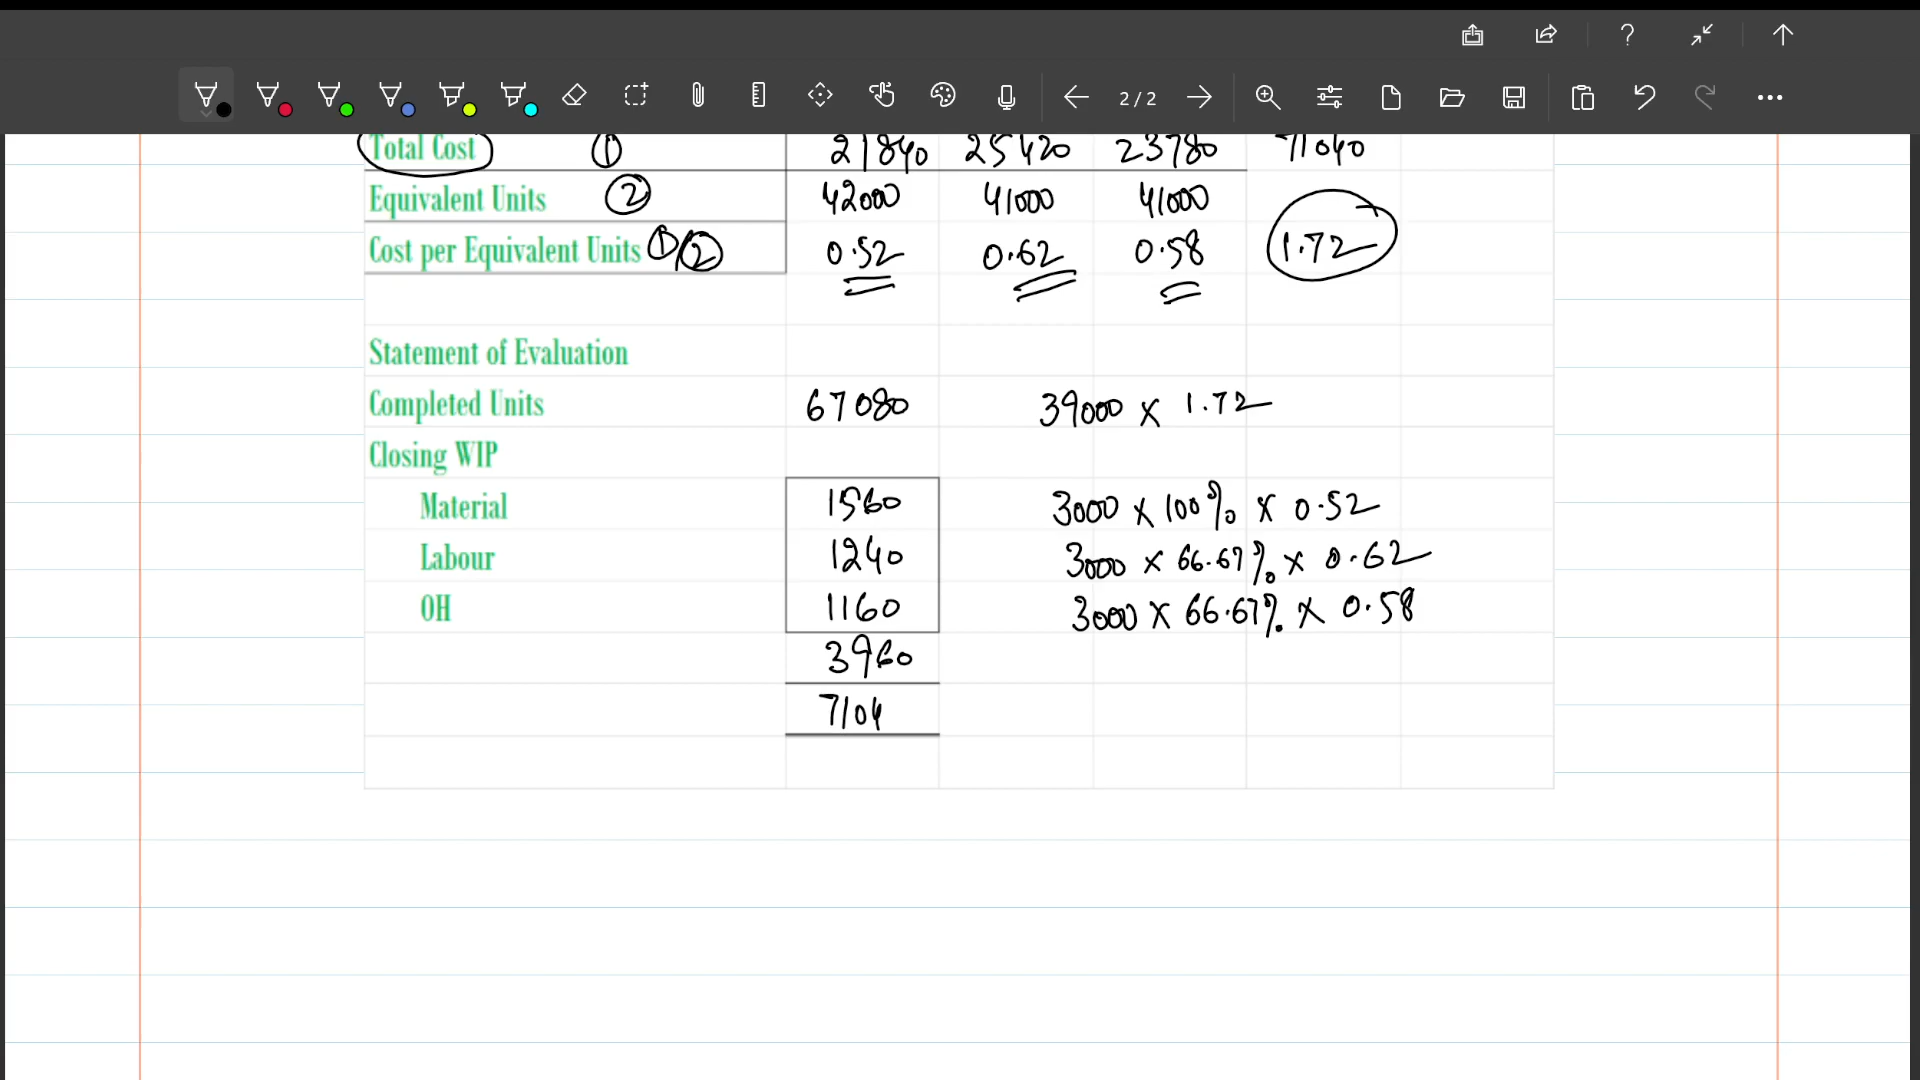 2/2
Total Cost ① 21840 25420 23780 71040
Equivalent Units ② 42000 41000 41000
Cost per Equivalent Units ①/② 0.52 0.62 0.58 1.72
Statement of Evaluation
Completed Units 67080 39000 x 1.72
Closing WIP
Material 1560 3000 x 100% x 0.52
Labour 1240 3000 x 66.67% x 0.62
OH 1160 3000 x 66.67% x 0.58
3960
7104